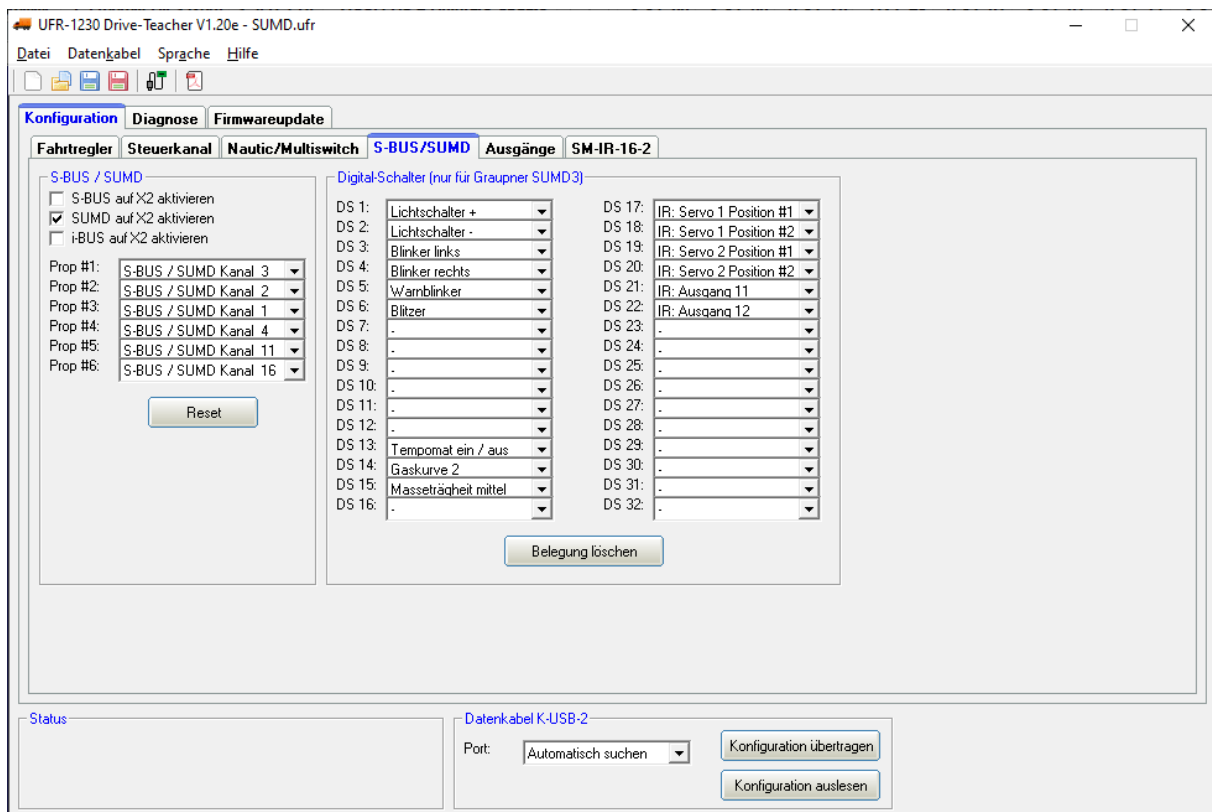 UFR-1230 Drive-Teacher V1.20e - SUMD.ufr
Datei Datenkabel Sprache Hilfe
Konfiguration Diagnose Firmwareupdate
Fahrtregler Steuerkanal Nautic/Multiswitch S-BUS/SUMD Ausgänge SM-IR-16-2
S-BUS / SUMD
S-BUS auf X2 aktivieren
SUMD auf X2 aktivieren
i-BUS auf X2 aktivieren
Prop #1: S-BUS / SUMD Kanal 3
Prop #2: S-BUS / SUMD Kanal 2
Prop #3: S-BUS / SUMD Kanal 1
Prop #4: S-BUS / SUMD Kanal 4
Prop #5: S-BUS / SUMD Kanal 11
Prop #6: S-BUS / SUMD Kanal 16
Reset
Digital-Schalter (nur für Graupner SUMD3)
DS 1: Lichtschalter +
DS 2: Lichtschalter -
DS 3: Blinker links
DS 4: Blinker rechts
DS 5: Warnblinker
DS 6: Blitzer
DS 7: -
DS 8: -
DS 9: -
DS 10: -
DS 11: -
DS 12: -
DS 13: Tempomat ein / aus
DS 14: Gaskurve 2
DS 15: Masseträgheit mittel
DS 16: -
DS 17: IR: Servo 1 Position #1
DS 18: IR: Servo 1 Position #2
DS 19: IR: Servo 2 Position #1
DS 20: IR: Servo 2 Position #2
DS 21: IR: Ausgang 11
DS 22: IR: Ausgang 12
DS 23: -
DS 24: -
DS 25: -
DS 26: -
DS 27: -
DS 28: -
DS 29: -
DS 30: -
DS 31: -
DS 32: -
Belegung löschen
Status
Datenkabel K-USB-2
Port: Automatisch suchen
Konfiguration übertragen
Konfiguration auslesen